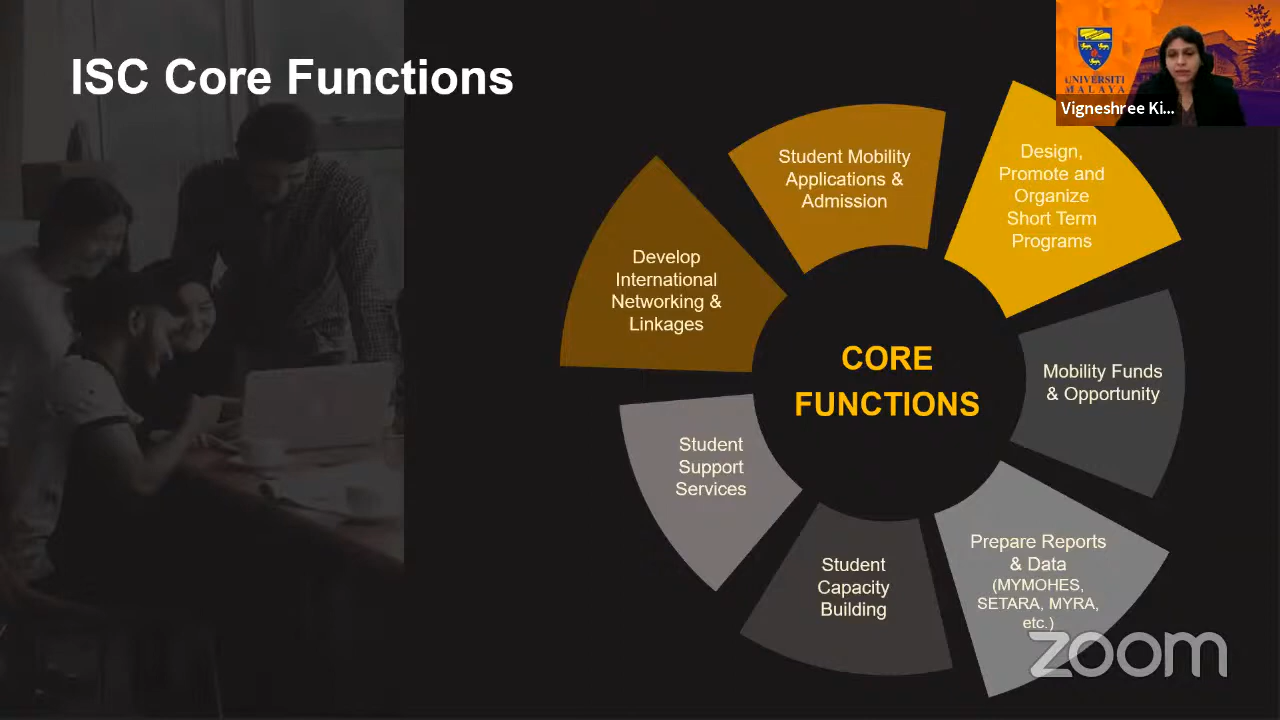 ISC Core Functions
UNIVERSITI
MALAYA
Vigneshree Ki...
Student Mobility
Applications &
Admission
Design,
Promote and
Organize
Short Term
Programs
Develop
International
Networking &
Linkages
CORE
FUNCTIONS
Mobility Funds
& Opportunity
Student
Support
Services
Student
Capacity
Building
Prepare Reports
& Data
(MYMOHES,
SETARA, MYRA,
etc.)
zoom